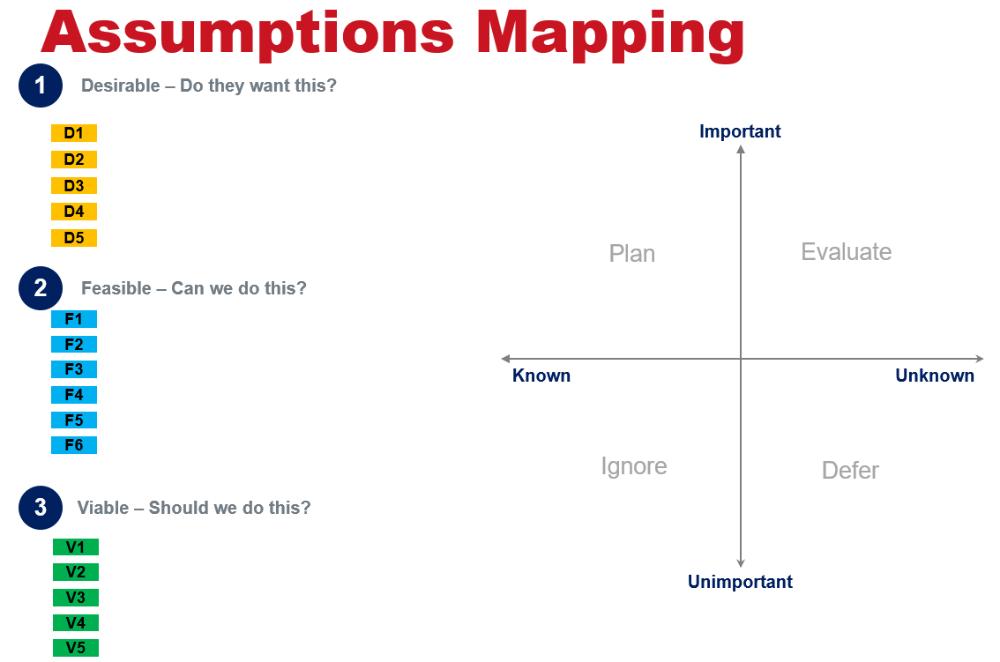 Assumptions Mapping
1 Desirable – Do they want this?
D1
D2
D3
D4
D5
2 Feasible – Can we do this?
F1
F2
F3
F4
F5
F6
3 Viable – Should we do this?
V1
V2
V3
V4
V5
Important
Plan Evaluate
Known Unknown
Ignore Defer
Unimportant